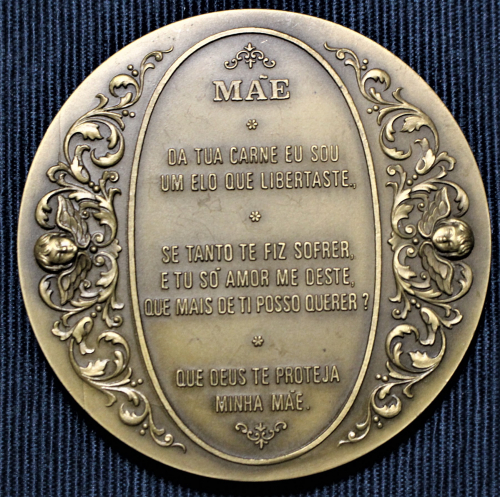 MÃE
*
DA TUA CARNE EU SOU
UM ELO QUE LIBERTASTE.,
*
SE TANTO TE FIZ SOFRER,
E TU SÓ AMOR ME DESTE,
QUE MAIS DE TI POSSO QUERER ?
*
QUE DEUS TE PROTEJA
MINHA MÃE.